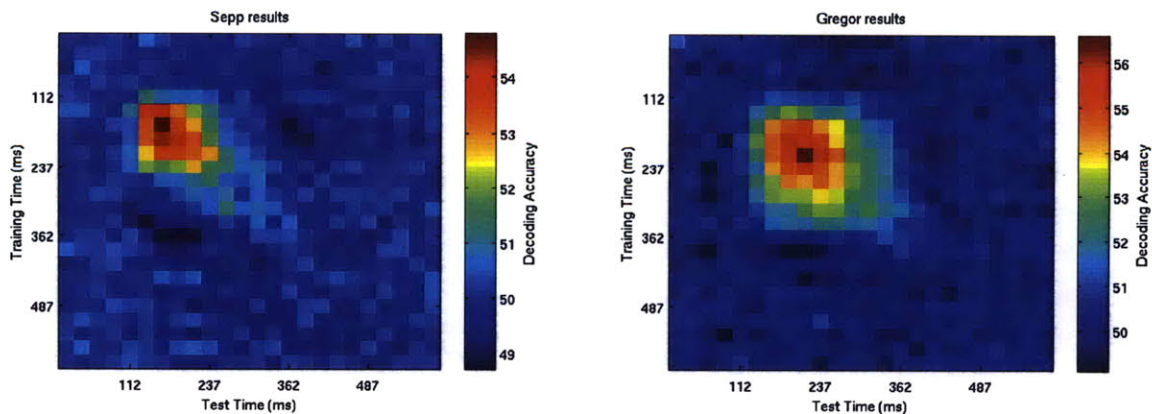 Sepp results
Training Time (ms)
112
237
362
487
112 237 362 487
Test Time (ms)
54
53
52
51
50
49
Decoding Accuracy
Gregor results
Training Time (ms)
112
237
362
487
112 237 362 487
Test Time (ms)
56
55
54
53
52
51
50
Decoding Accuracy